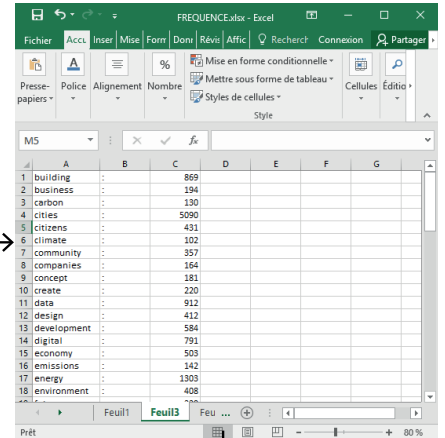 FREQUENCE.xlsx - Excel
Fichier Accu Inser Mise Form Donr Révis Affic Recherch Connexion Partager
Presse-papiers Police Alignement Nombre Mise en forme conditionnelle Cellules Éditio
% Mettre sous forme de tableau
Styles de cellules
Style
M5 fx
A B C D E F G
1 building : 869
2 business : 194
3 carbon : 130
4 cities : 5090
5 citizens : 431
6 climate : 102
7 community : 357
8 companies : 164
9 concept : 181
10 create : 220
11 data : 912
12 design : 412
13 development : 584
14 digital : 791
15 economy : 503
16 emissions : 142
17 energy : 1303
18 environment : 408
Feuil1 Feuil3 Feu ...
Prêt 80 %